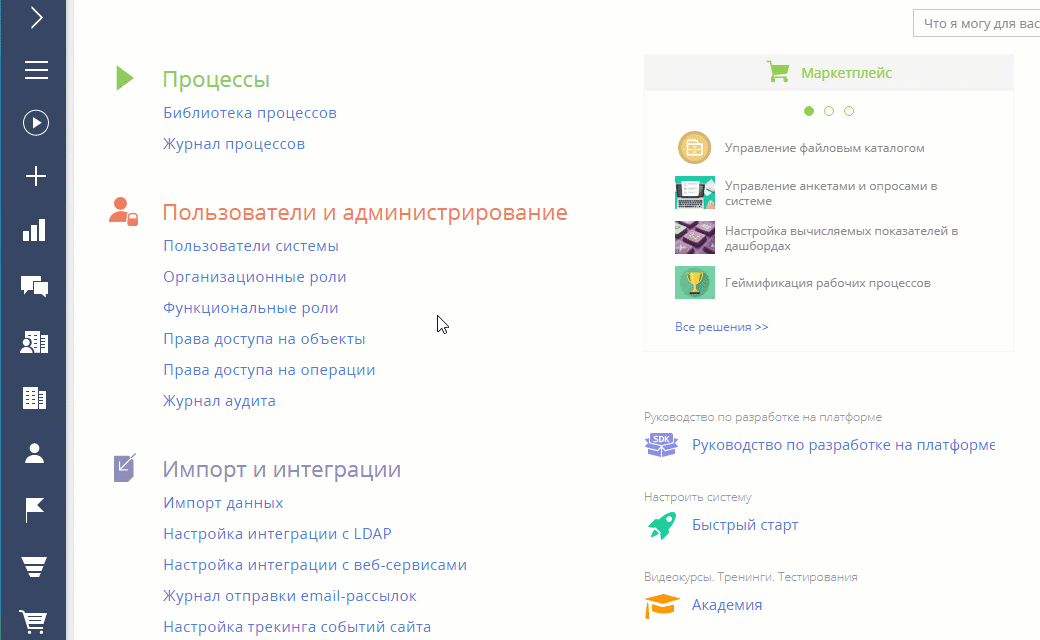 Что я могу для вас
Процессы
Библиотека процессов
Журнал процессов
Пользователи и администрирование
Пользователи системы
Организационные роли
Функциональные роли
Права доступа на объекты
Права доступа на операции
Журнал аудита
Импорт и интеграции
Импорт данных
Настройка интеграции с LDAP
Настройка интеграции с веб-сервисами
Журнал отправки email-рассылок
Настройка трекинга событий сайта
Маркетплейс
Управление файловым каталогом
Управление анкетами и опросами в
системе
Настройка вычисляемых показателей в
дашбордах
Геймификация рабочих процессов
Все решения >>
Руководство по разработке на платформе
SDK
Руководство по разработке на платформе
Настроить систему
Быстрый старт
Видеокурсы. Тренинги. Тестирования
Академия